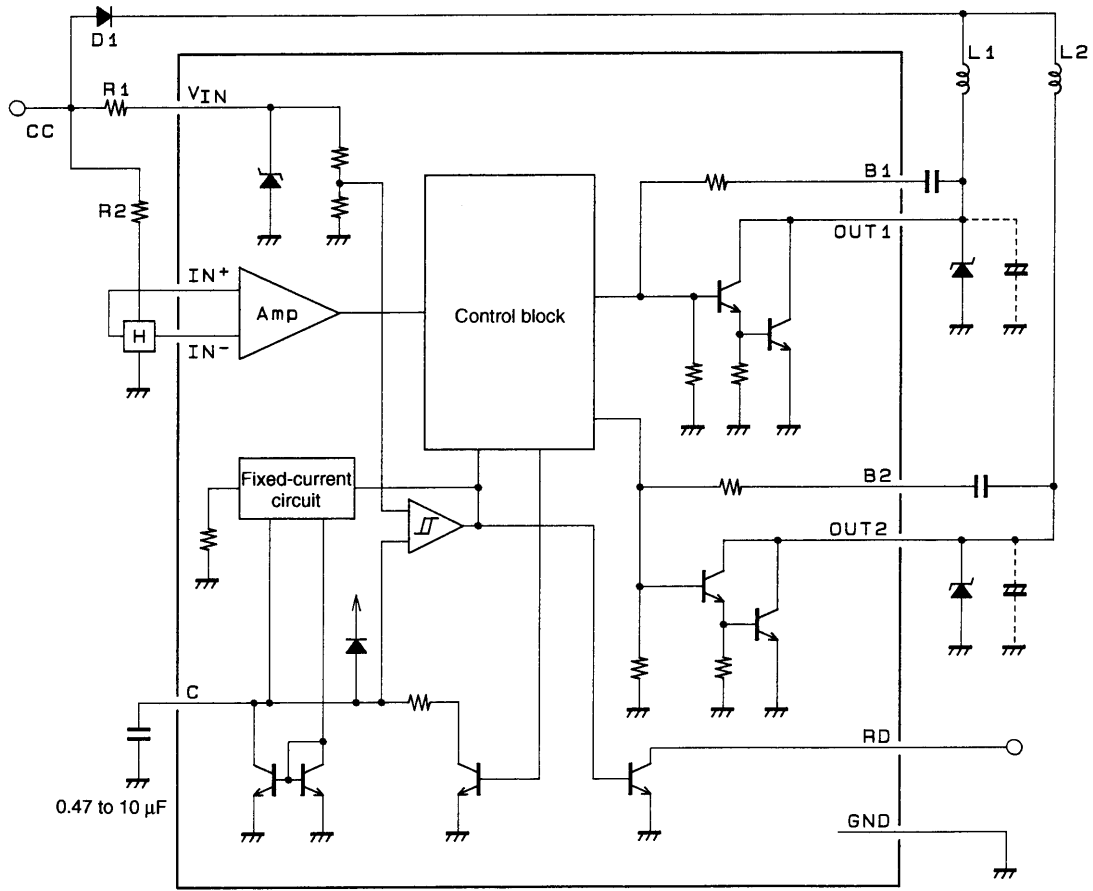 D1
L1
L2
R1
VIN
CC
B1
R2
OUT1
IN+
Amp
Control block
H
IN-
Fixed-current
circuit
B2
OUT2
C
RD
0.47 to 10 µF
GND